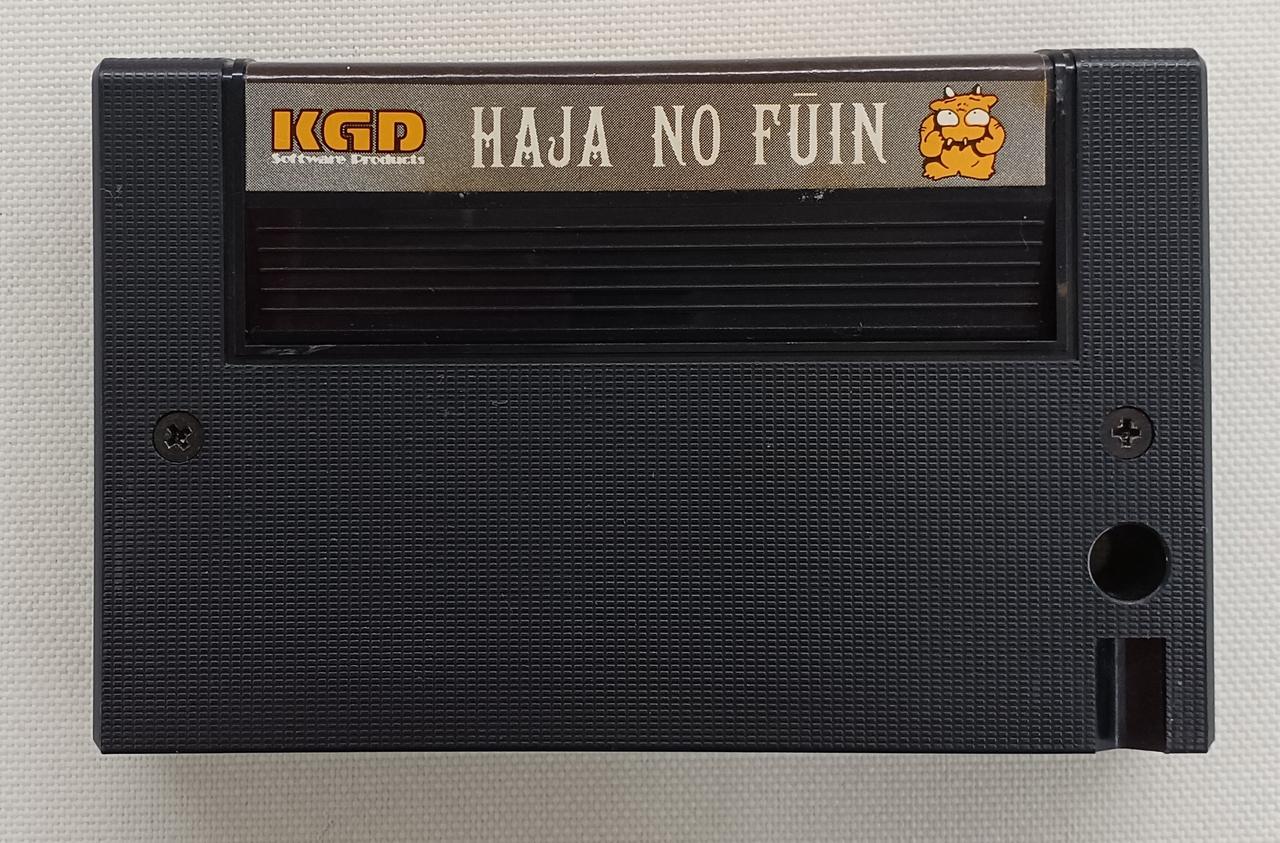 KGD
Software Products
HAJA NO FŪIN